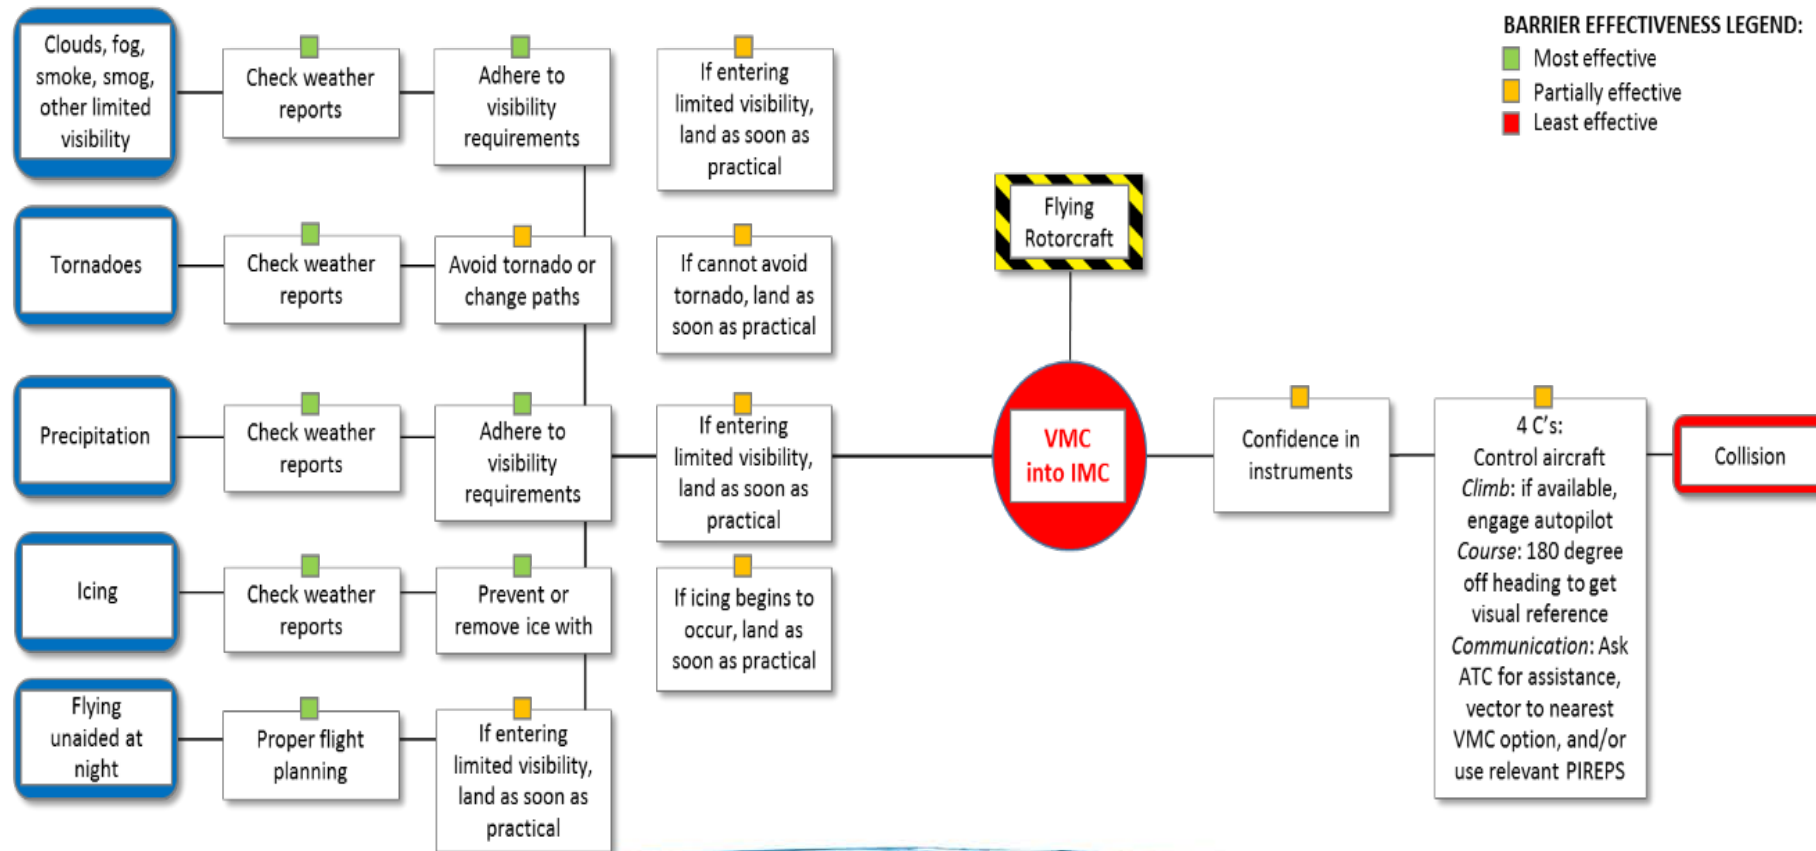 BARRIER EFFECTIVENESS LEGEND:
Most effective
Partially effective
Least effective
Clouds, fog,
smoke, smog,
other limited
visibility
Check weather
reports
Adhere to
visibility
requirements
If entering
limited visibility,
land as soon as
practical
Flying
Rotorcraft
Tornadoes
Check weather
reports
Avoid tornado or
change paths
If cannot avoid
tornado, land as
soon as practical
Precipitation
Check weather
reports
Adhere to
visibility
requirements
If entering
limited visibility,
land as soon as
practical
VMC
into IMC
Confidence in
instruments
4 C's:
Control aircraft
Climb: if available,
engage autopilot
Course: 180 degree
off heading to get
visual reference
Communication: Ask
ATC for assistance,
vector to nearest
VMC option, and/or
use relevant PIREPS
Collision
Icing
Check weather
reports
Prevent or
remove ice with
If icing begins to
occur, land as
soon as practical
Flying
unaided at
night
Proper flight
planning
If entering
limited visibility,
land as soon as
practical